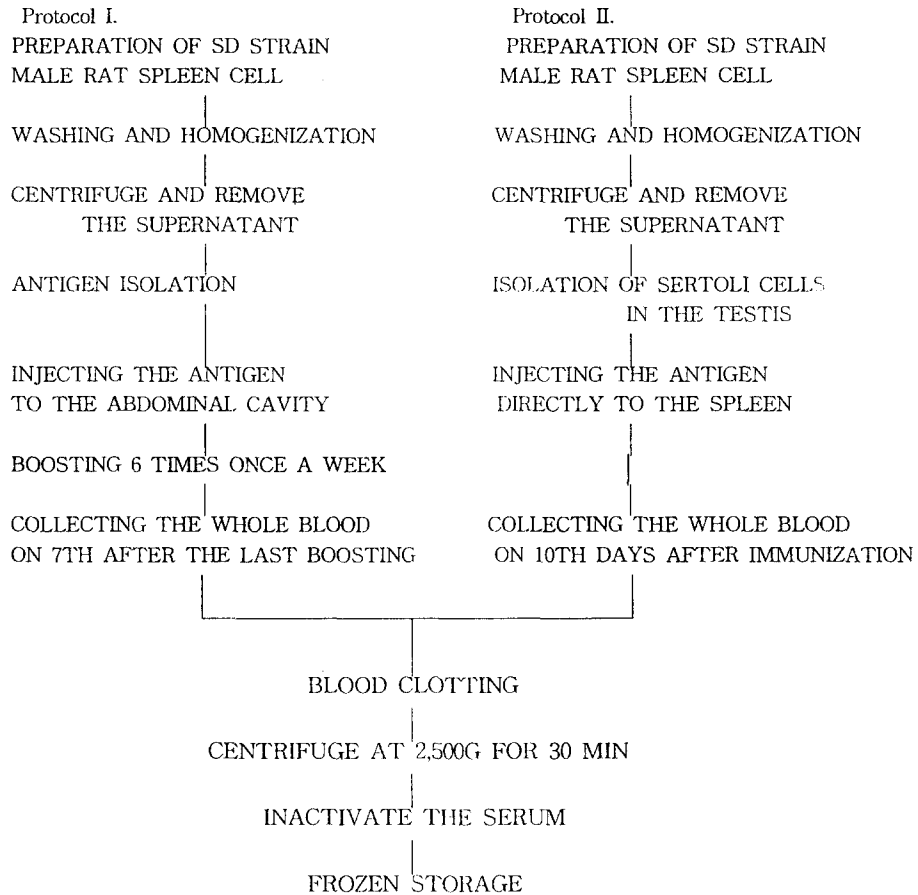 Protocol I.
PREPARATION OF SD STRAIN
MALE RAT SPLEEN CELL
WASHING AND HOMOGENIZATION
CENTRIFUGE AND REMOVE
THE SUPERNATANT
ANTIGEN ISOLATION
INJECTING THE ANTIGEN
TO THE ABDOMINAL CAVITY
BOOSTING 6 TIMES ONCE A WEEK
COLLECTING THE WHOLE BLOOD
ON 7TH AFTER THE LAST BOOSTING
Protocol II.
PREPARATION OF SD STRAIN
MALE RAT SPLEEN CELL
WASHING AND HOMOGENIZATION
CENTRIFUGE AND REMOVE
THE SUPERNATANT
ISOLATION OF SERTOLI CELLS
IN THE TESTIS
INJECTING THE ANTIGEN
DIRECTLY TO THE SPLEEN
COLLECTING THE WHOLE BLOOD
ON 10TH DAYS AFTER IMMUNIZATION
BLOOD CLOTTING
CENTRIFUGE AT 2,500G FOR 30 MIN
INACTIVATE THE SERUM
FROZEN STORAGE